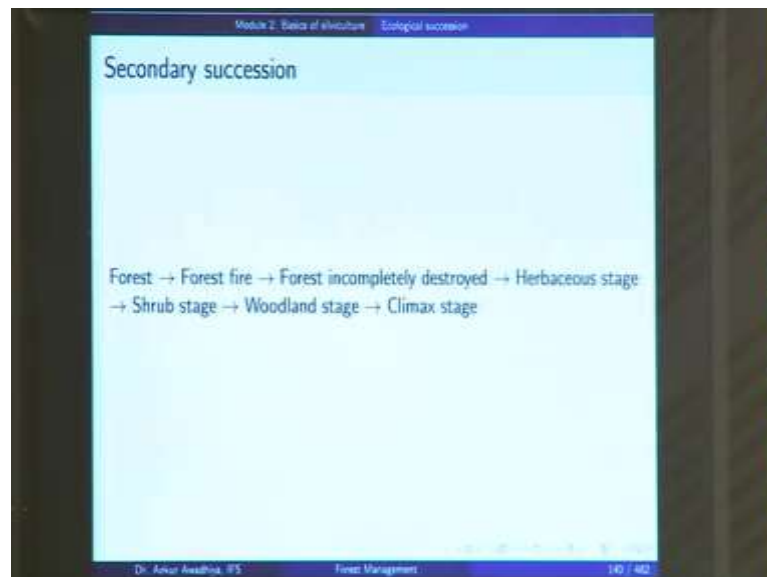 Module 2: Basics of silviculture Ecological succession
Secondary succession
Forest → Forest fire → Forest incompletely destroyed → Herbaceous stage
→ Shrub stage → Woodland stage → Climax stage
Dr. Ankur Awadhiya, IFS Forest Management 140 / 482